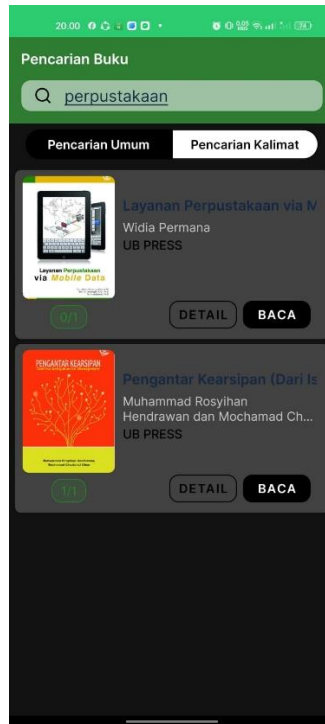 20.00
Pencarian Buku
perpustakaan
Pencarian Umum
Pencarian Kalimat
Layanan Perpustakaan via M
Widia Permana
UB PRESS
Layanan Perpustakaan
via Mobile Data
0/1
DETAIL
BACA
PENGANTAR KEARSIPAN
Pengantar Kearsipan (Dari Is
Muhammad Rosyihan
Hendrawan dan Mochamad Ch...
UB PRESS
1/1
DETAIL
BACA